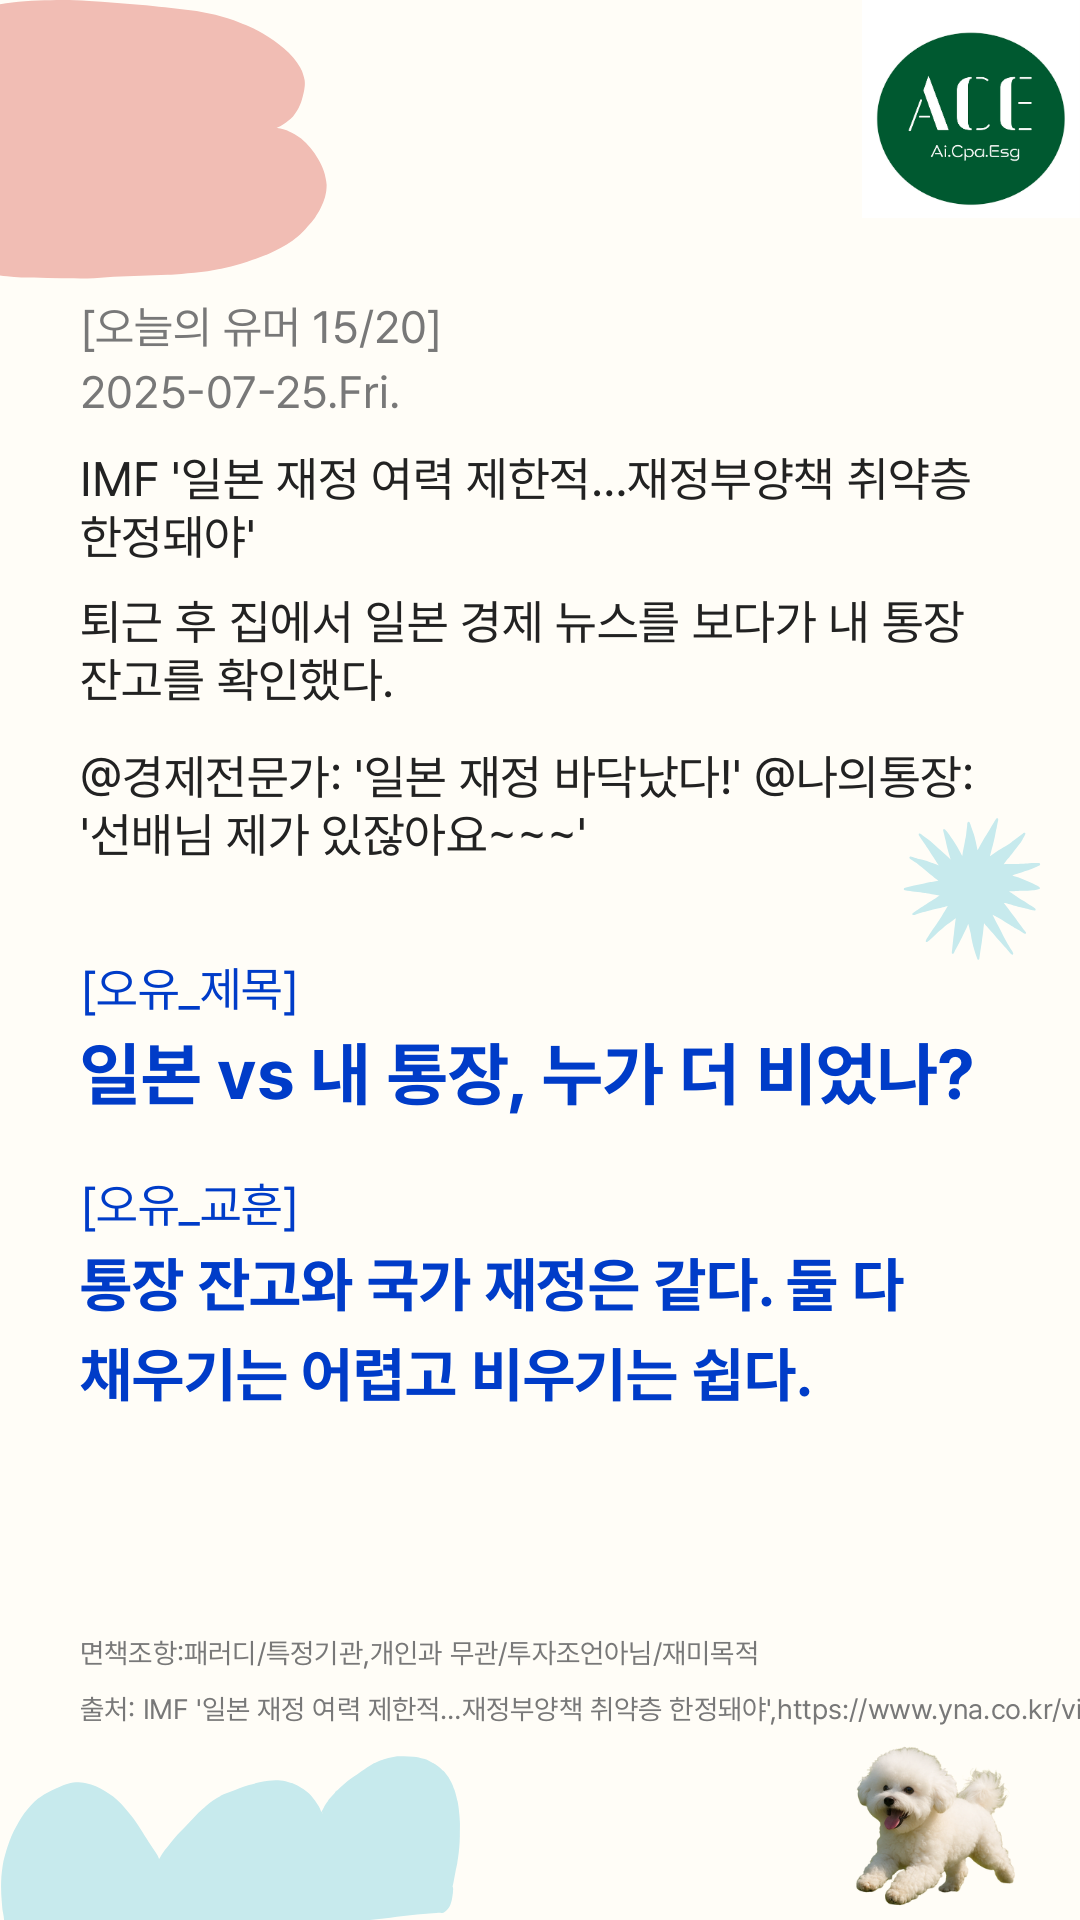 ACE
Ai.Cpa.Esg
[오늘의 유머 15/20]
2025-07-25.Fri.
IMF '일본 재정 여력 제한적…재정부양책 취약층
한정돼야'
퇴근 후 집에서 일본 경제 뉴스를 보다가 내 통장
잔고를 확인했다.
@경제전문가: '일본 재정 바닥났다!' @나의통장:
'선배님 제가 있잖아요~~~'
[오유_제목]
일본 vs 내 통장, 누가 더 비었나?
[오유_교훈]
통장 잔고와 국가 재정은 같다. 둘 다
채우기는 어렵고 비우기는 쉽다.
면책조항:패러디/특정기관,개인과 무관/투자조언아님/재미목적
출처: IMF '일본 재정 여력 제한적…재정부양책 취약층 한정돼야',https://www.yna.co.kr/vi